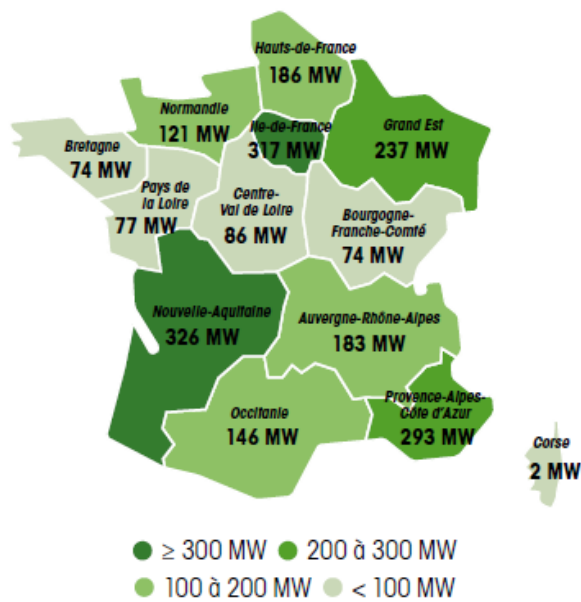 Hauts-de-France
186 MW
Normandie
121 MW
Ile-de-France
317 MW
Grand Est
237 MW
Bretagne
74 MW
Pays de
la Loire
77 MW
Centre-
Val de Loire
86 MW
Bourgogne-
Franche-Comté
74 MW
Nouvelle-Aquitaine
326 MW
Auvergne-Rhône-Alpes
183 MW
Occitanie
146 MW
Provence-Alpes-
Côte d'Azur
293 MW
Corse
2 MW
≥ 300 MW 200 à 300 MW
100 à 200 MW < 100 MW